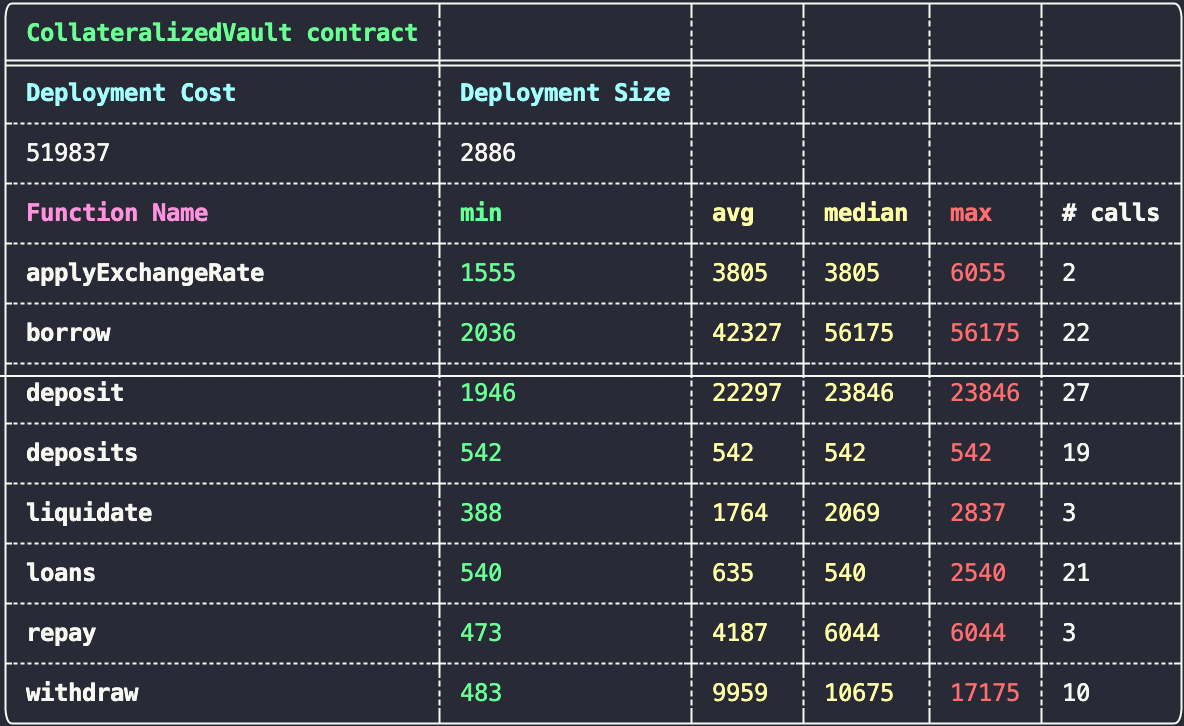 CollateralizedVault contract
Deployment Cost Deployment Size
519837 2886
Function Name min avg median max # calls
applyExchangeRate 1555 3805 3805 6055 2
borrow 2036 42327 56175 56175 22
deposit 1946 22297 23846 23846 27
deposits 542 542 542 542 19
liquidate 388 1764 2069 2837 3
loans 540 635 540 2540 21
repay 473 4187 6044 6044 3
withdraw 483 9959 10675 17175 10